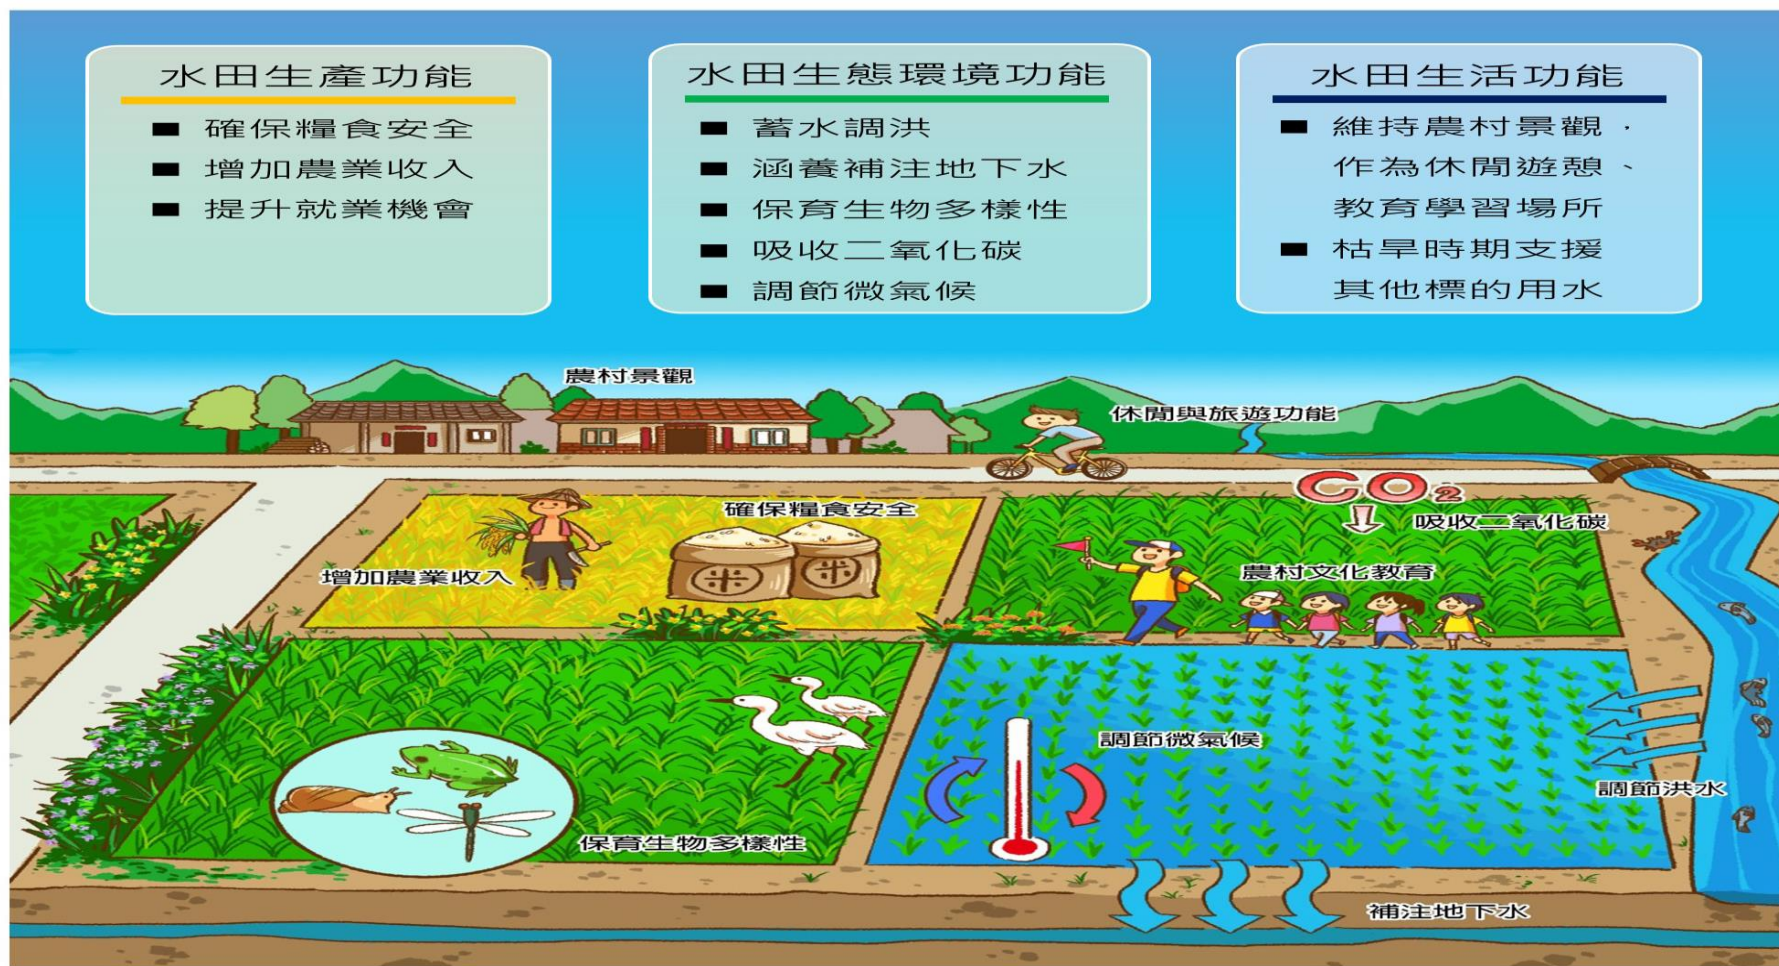 水田生產功能
■ 確保糧食安全
■ 增加農業收入
■ 提升就業機會
水田生態環境功能
■ 蓄水調洪
■ 涵養補注地下水
■ 保育生物多樣性
■ 吸收二氧化碳
■ 調節微氣候
水田生活功能
■ 維持農村景觀，
作為休閒遊憩、
教育學習場所
■ 枯旱時期支援
其他標的用水
農村景觀
休閒與旅遊功能
CO₂
吸收二氧化碳
確保糧食安全
米
米
增加農業收入
農村文化教育
調節微氣候
調節洪水
保育生物多樣性
補注地下水